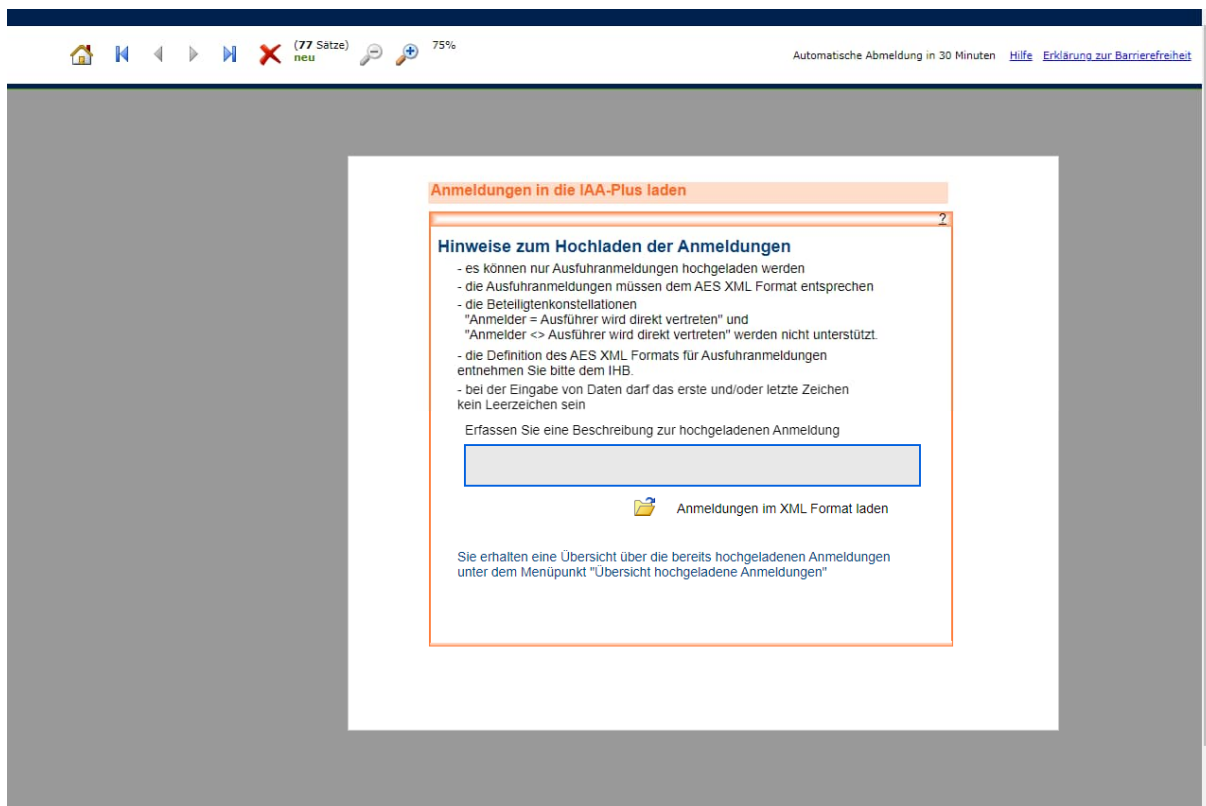 (77 Sätze)
neu
75%
Automatische Abmeldung in 30 Minuten Hilfe Erklärung zur Barrierefreiheit
Anmeldungen in die IAA-Plus laden
?
Hinweise zum Hochladen der Anmeldungen
- es können nur Ausfuhranmeldungen hochgeladen werden
- die Ausfuhranmeldungen müssen dem AES XML Format entsprechen
- die Beteiligtenkonstellationen
"Anmelder = Ausführer wird direkt vertreten" und
"Anmelder <> Ausführer wird direkt vertreten" werden nicht unterstützt.
- die Definition des AES XML Formats für Ausfuhranmeldungen
entnehmen Sie bitte dem IHB.
- bei der Eingabe von Daten darf das erste und/oder letzte Zeichen
kein Leerzeichen sein
Erfassen Sie eine Beschreibung zur hochgeladenen Anmeldung
Anmeldungen im XML Format laden
Sie erhalten eine Übersicht über die bereits hochgeladenen Anmeldungen
unter dem Menüpunkt "Übersicht hochgeladene Anmeldungen"